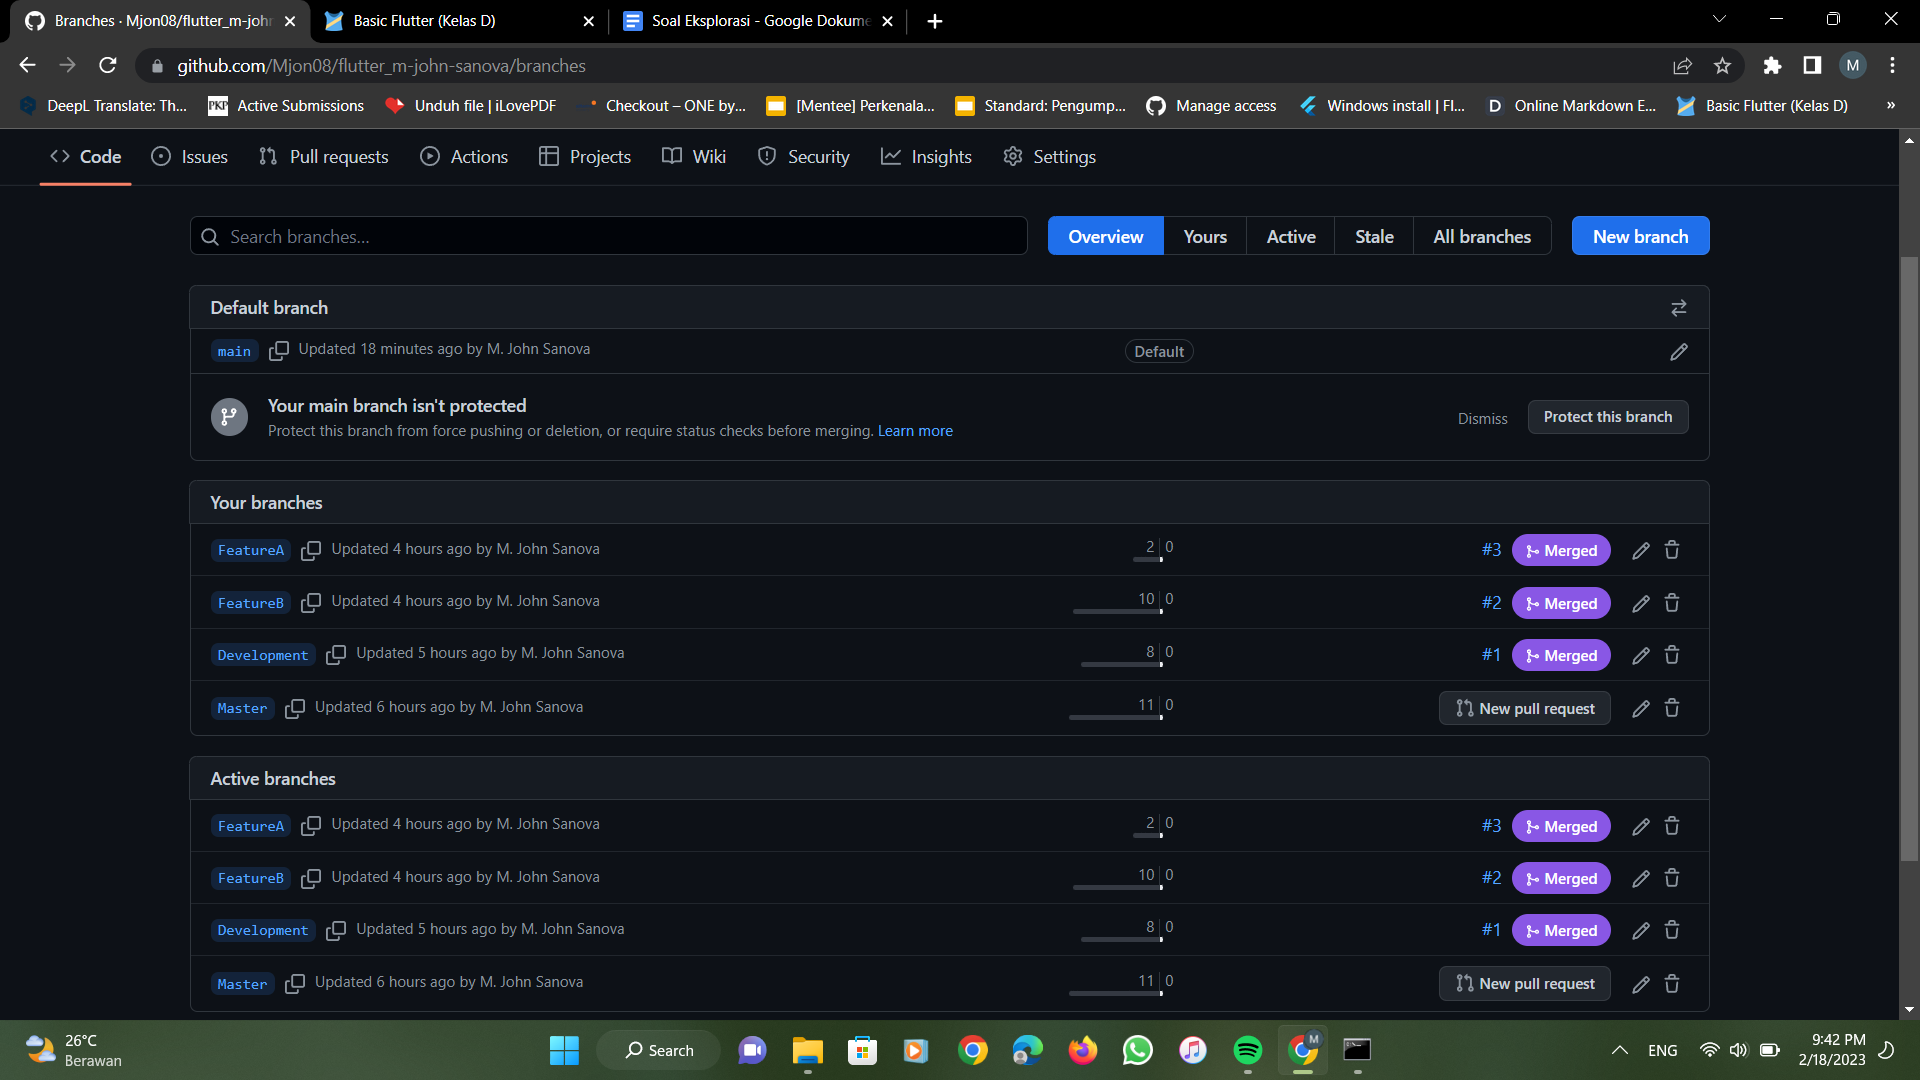 Branches · Mjon08/flutter_m-john
Basic Flutter (Kelas D)
Soal Eksplorasi - Google Dokume
github.com/Mjon08/flutter_m-john-sanova/branches
M
DeepL Translate: Th...
PKP
Active Submissions
Unduh file | iLovePDF
Checkout – ONE by...
[Mentee] Perkenala...
Standard: Pengump...
Manage access
Windows install | Fl...
D
Online Markdown E...
Basic Flutter (Kelas D)
»
Code
Issues
Pull requests
Actions
Projects
Wiki
Security
Insights
Settings
Search branches...
Overview
Yours
Active
Stale
All branches
New branch
Default branch
main
Updated 18 minutes ago by M. John Sanova
Default
Your main branch isn't protected
Protect this branch from force pushing or deletion, or require status checks before merging. Learn more
Dismiss
Protect this branch
Your branches
FeatureA Updated 4 hours ago by M. John Sanova 2 0 #3 Merged
FeatureB Updated 4 hours ago by M. John Sanova 10 0 #2 Merged
Development Updated 5 hours ago by M. John Sanova 8 0 #1 Merged
Master Updated 6 hours ago by M. John Sanova 11 0 New pull request
Active branches
FeatureA Updated 4 hours ago by M. John Sanova 2 0 #3 Merged
FeatureB Updated 4 hours ago by M. John Sanova 10 0 #2 Merged
Development Updated 5 hours ago by M. John Sanova 8 0 #1 Merged
Master Updated 6 hours ago by M. John Sanova 11 0 New pull request
26°C
Berawan
Search
M
ENG
9:42 PM
2/18/2023